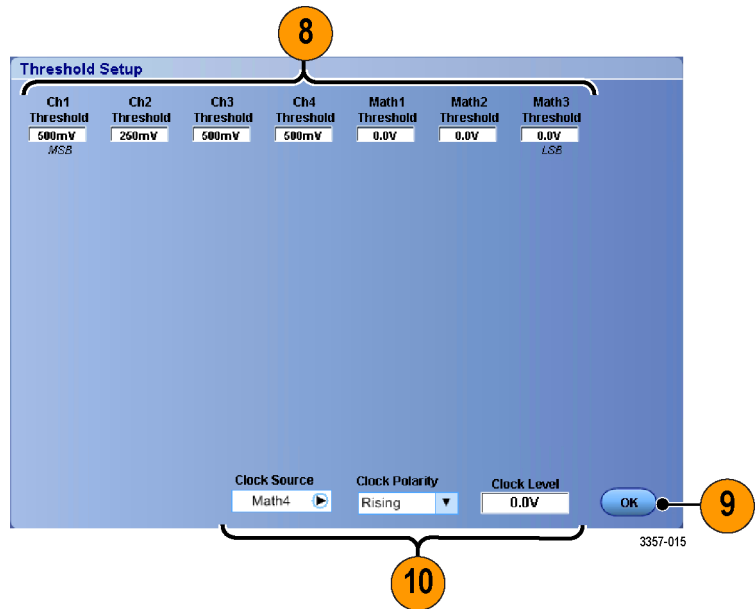 8
Threshold Setup
Ch1 Threshold Ch2 Threshold Ch3 Threshold Ch4 Threshold Math1 Threshold Math2 Threshold Math3 Threshold
500mV 250mV 500mV 500mV 0.0V 0.0V 0.0V
MSB LSB
Clock Source Clock Polarity Clock Level
Math4 Rising 0.0V OK
9
3357-015
10